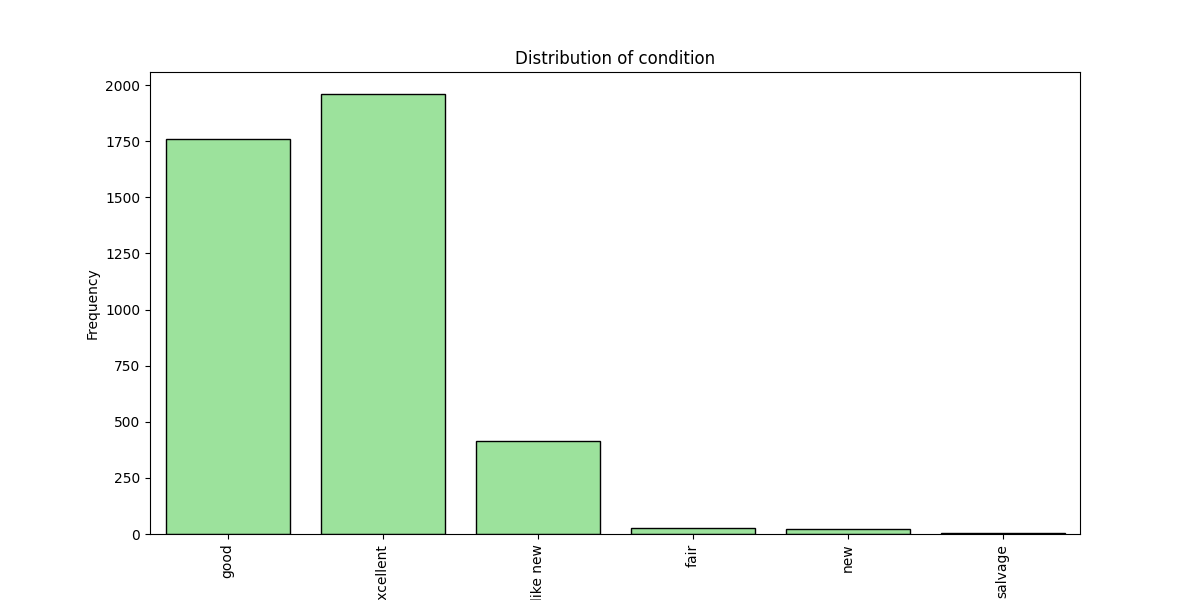 Distribution of condition
Frequency
2000
1750
1500
1250
1000
750
500
250
0
good
xcellent
like new
fair
new
salvage